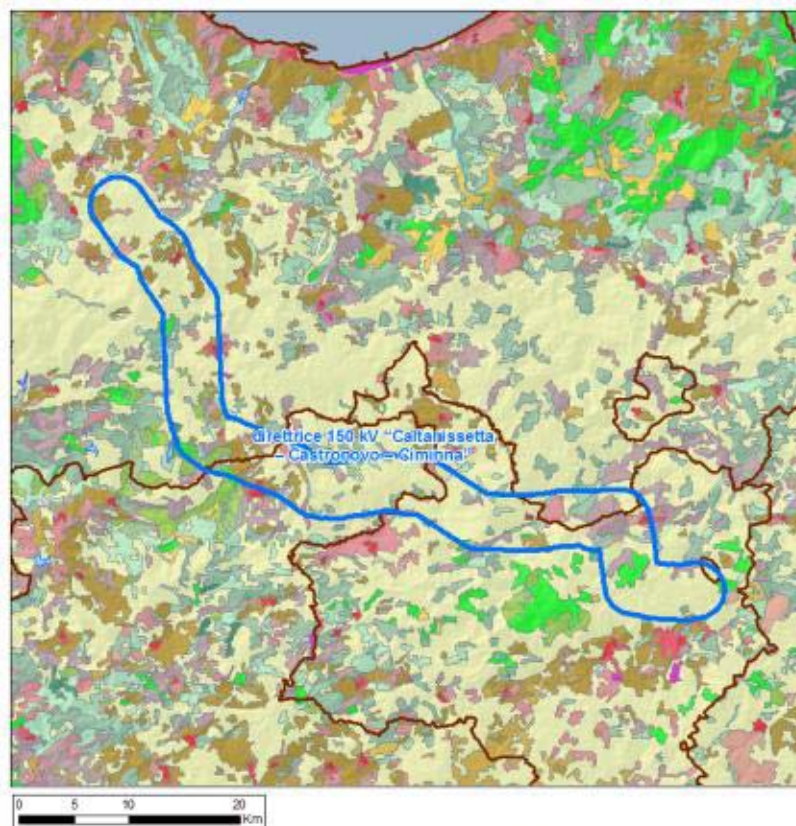 direttrice 150 kV "Caltanissetta
– Castronovo – Ciminna"
0 5 10 20
Km